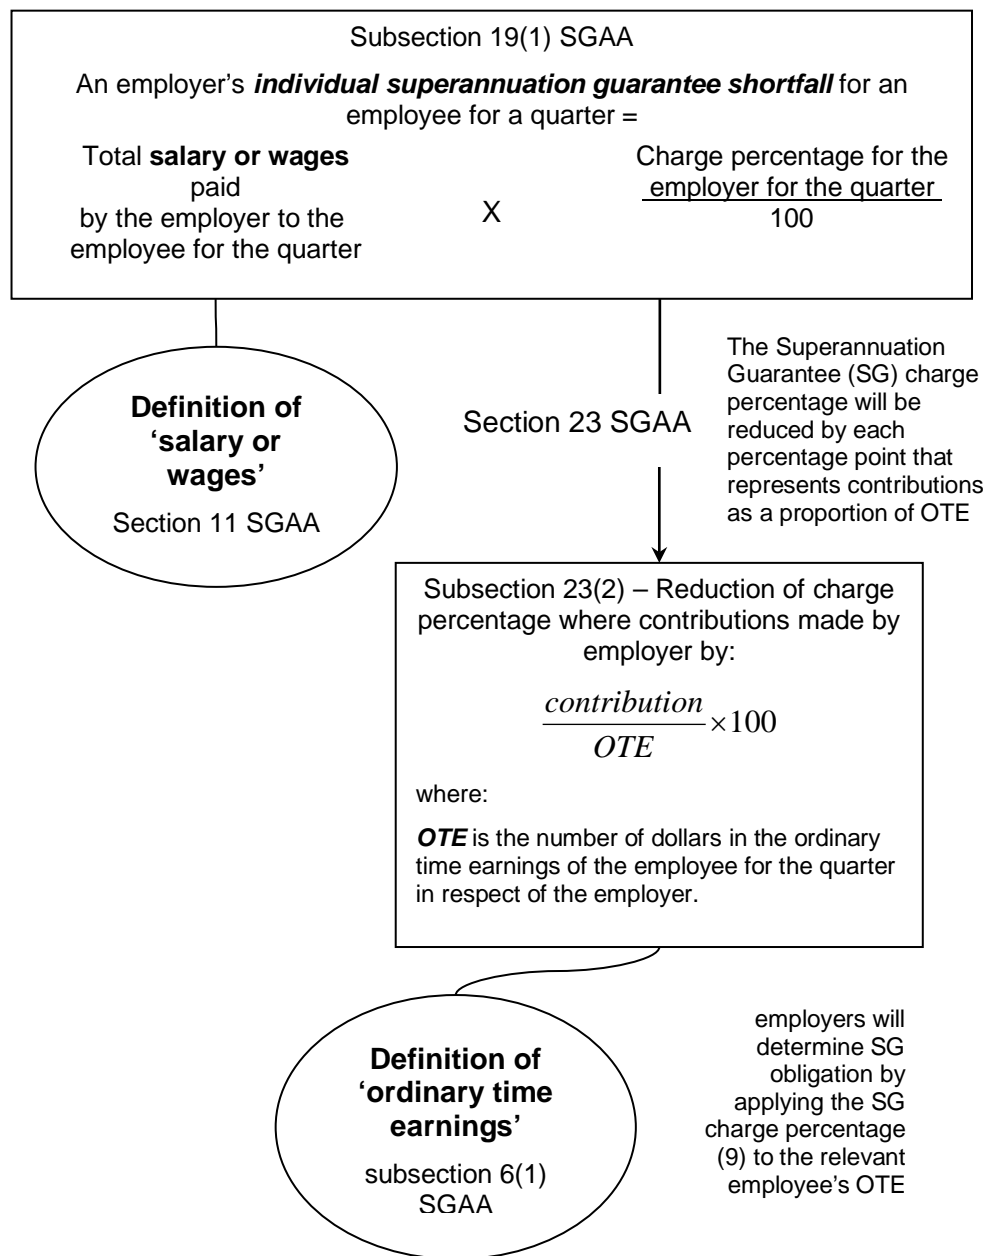 Subsection 19(1) SGAA
An employer’s individual superannuation guarantee shortfall for an
employee for a quarter =
Total salary or wages
paid
by the employer to the
employee for the quarter
X
Charge percentage for the
employer for the quarter
100
Definition of
‘salary or
wages’
Section 11 SGAA
Section 23 SGAA
The Superannuation
Guarantee (SG) charge
percentage will be
reduced by each
percentage point that
represents contributions
as a proportion of OTE
Subsection 23(2) – Reduction of charge
percentage where contributions made by
employer by:
contribution
OTE
×100
where:
OTE is the number of dollars in the ordinary
time earnings of the employee for the quarter
in respect of the employer.
Definition of
‘ordinary time
earnings’
subsection 6(1)
SGAA
employers will
determine SG
obligation by
applying the SG
charge percentage
(9) to the relevant
employee’s OTE